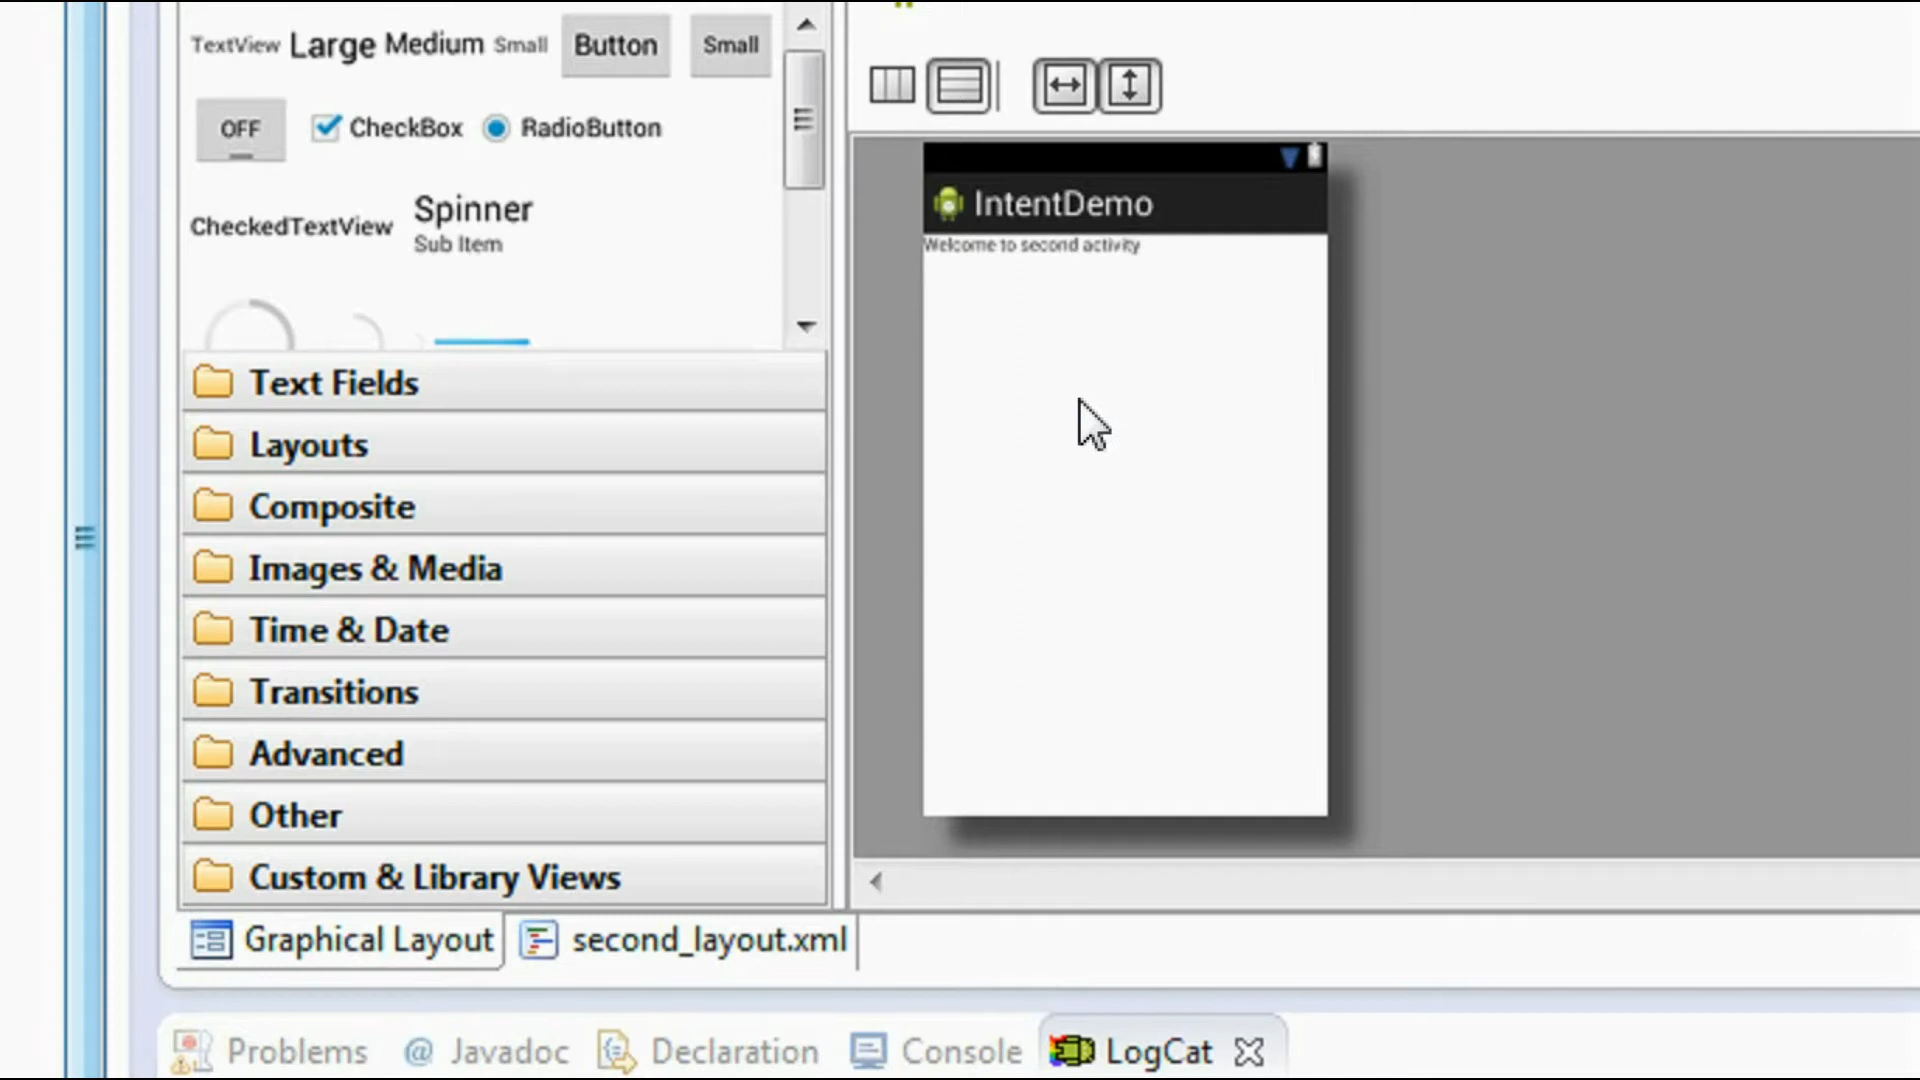 TextView Large Medium Small Button Small
OFF CheckBox RadioButton
CheckedTextView Spinner
Sub Item
Text Fields
Layouts
Composite
Images & Media
Time & Date
Transitions
Advanced
Other
Custom & Library Views
IntentDemo
Welcome to second activity
Graphical Layout second_layout.xml
Problems @ Javadoc Declaration Console LogCat